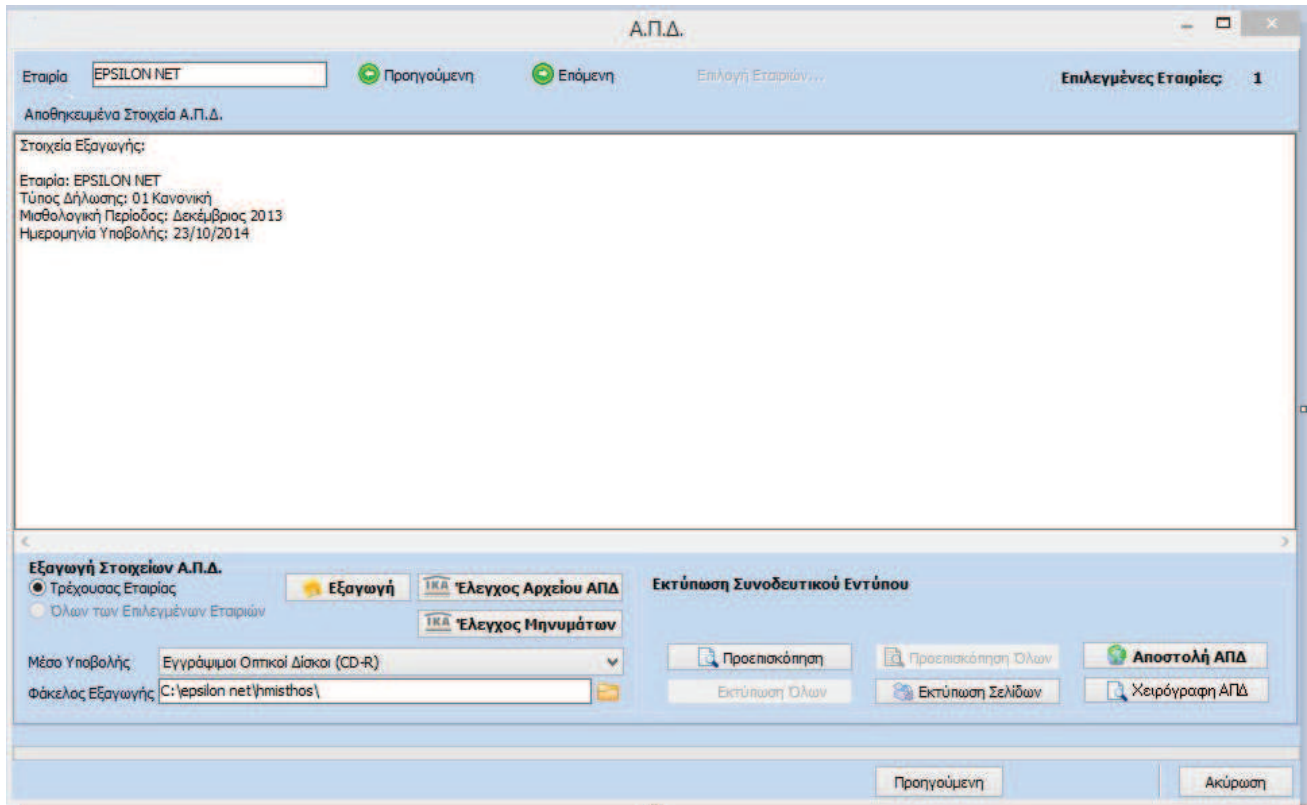 Α.Π.Δ.
Εταιρία EPSILON NET Προηγούμενη Επόμενη Επιλογή Εταιριών... Επιλεγμένες Εταιρίες: 1
Αποθηκευμένα Στοιχεία Α.Π.Δ.
Στοιχεία Εξαγωγής:
Εταιρία: EPSILON NET
Τύπος Δήλωσης: 01 Κανονική
Μισθολογική Περίοδος: Δεκέμβριος 2013
Ημερομηνία Υποβολής: 23/10/2014
Εξαγωγή Στοιχείων Α.Π.Δ.
Τρέχουσας Εταιρίας Εξαγωγή ΙΚΑ Έλεγχος Αρχείου ΑΠΔ Εκτύπωση Συνοδευτικού Εντύπου
Όλων των Επιλεγμένων Εταιριών
ΙΚΑ Έλεγχος Μηνυμάτων
Μέσο Υποβολής Εγγράψιμοι Οπτικοί Δίσκοι (CD-R) Προεπισκόπηση Προεπισκόπηση Όλων Αποστολή ΑΠΔ
Φάκελος Εξαγωγής C:\epsilon net\hmisthos\ Εκτύπωση Όλων Εκτύπωση Σελίδων Χειρόγραφη ΑΠΔ
Προηγούμενη Ακύρωση